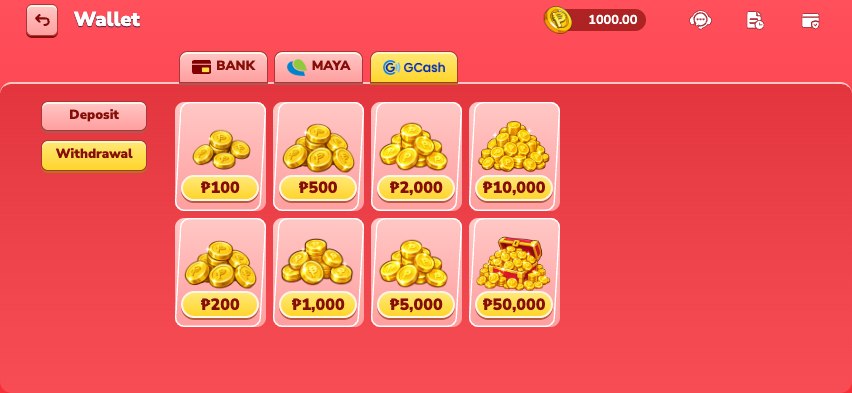 Wallet
1000.00
BANK
MAYA
GCash
Deposit
Withdrawal
₱100
₱500
₱2,000
₱10,000
₱200
₱1,000
₱5,000
₱50,000